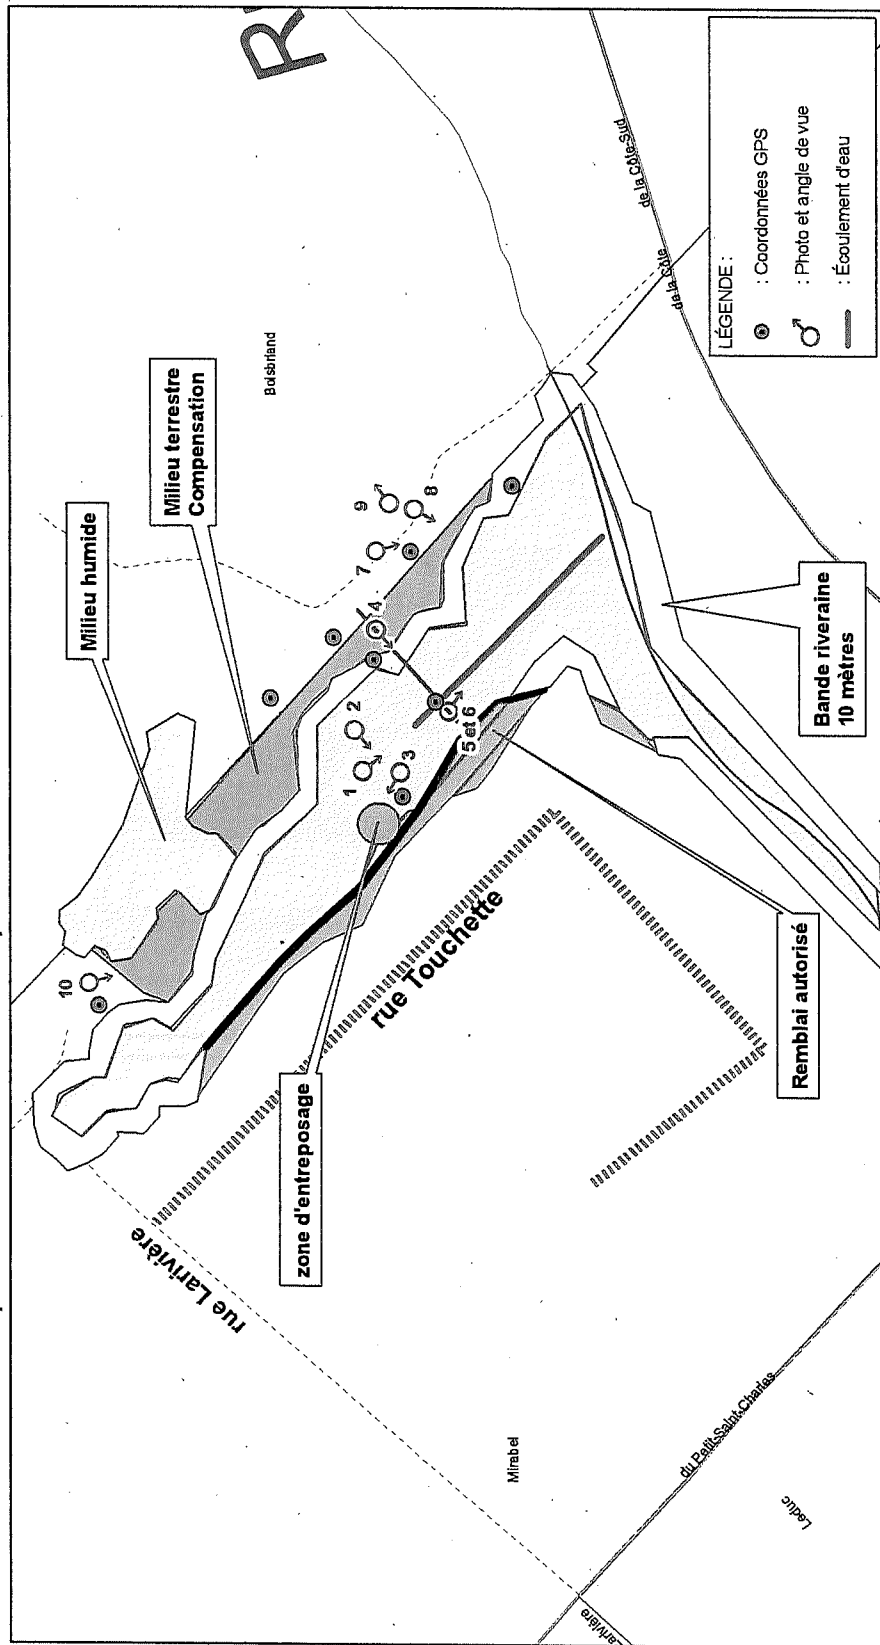 Milieu humide
Milieu terrestre
Compensation
Boisbriand
9
8
7
4
2
1
3
5 et 6
10
zone d'entreposage
rue Touchette
rue Larivière
Remblai autorisé
Bande riveraine
10 mètres
de la Côte-Sud
de la Côte
Mirabel
du Petit-Saint-Charles
Leduc
Larivière
LÉGENDE :
: Coordonnées GPS
: Photo et angle de vue
: Écoulement d'eau